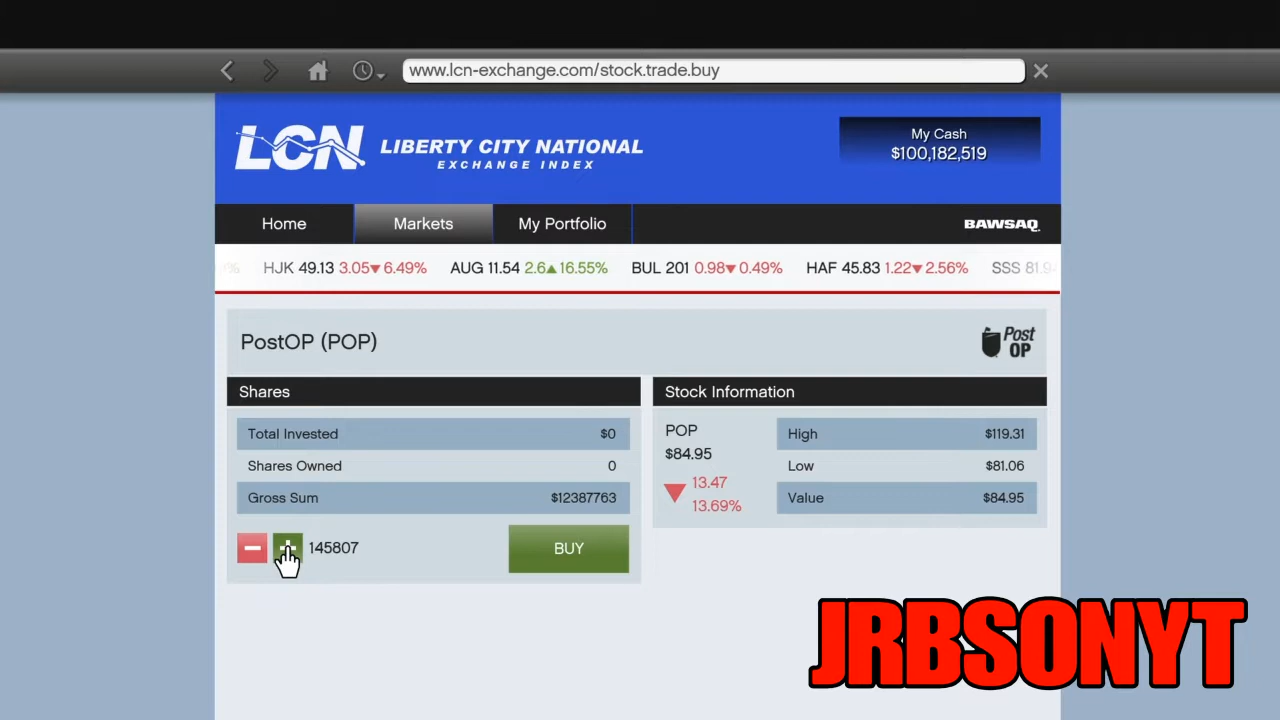 www.lcn-exchange.com/stock.trade.buy
LCN LIBERTY CITY NATIONAL
EXCHANGE INDEX
My Cash
$100,182,519
Home Markets My Portfolio BAWSAQ
% HJK 49.13 3.05▼6.49% AUG 11.54 2.6▲16.55% BUL 201 0.98▼0.49% HAF 45.83 1.22▼2.56% SSS 81.9
PostOP (POP)
Post OP
Shares
Total Invested $0
Shares Owned 0
Gross Sum $12387763
145807 BUY
Stock Information
POP
$84.95
13.47
13.69%
High $119.31
Low $81.06
Value $84.95
JRBSONYT